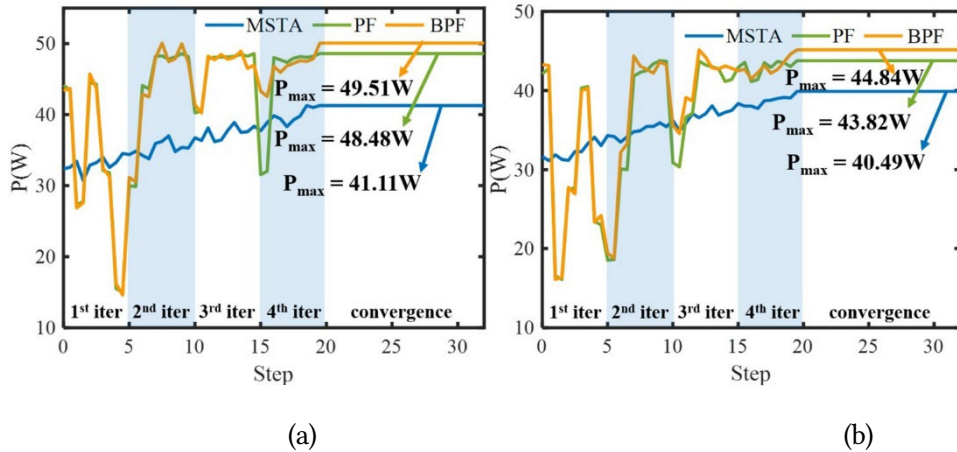 (a)
MSTA PF BPF
50
40
30
20
10
P(W)
P_max = 49.51W
P_max = 48.48W
P_max = 41.11W
1st iter 2nd iter 3rd iter 4th iter convergence
0 5 10 15 20 25 30
Step
(b)
MSTA PF BPF
60
50
40
30
20
10
P(W)
P_max = 44.84W
P_max = 43.82W
P_max = 40.49W
1st iter 2nd iter 3rd iter 4th iter convergence
0 5 10 15 20 25 30
Step
(a) (b)